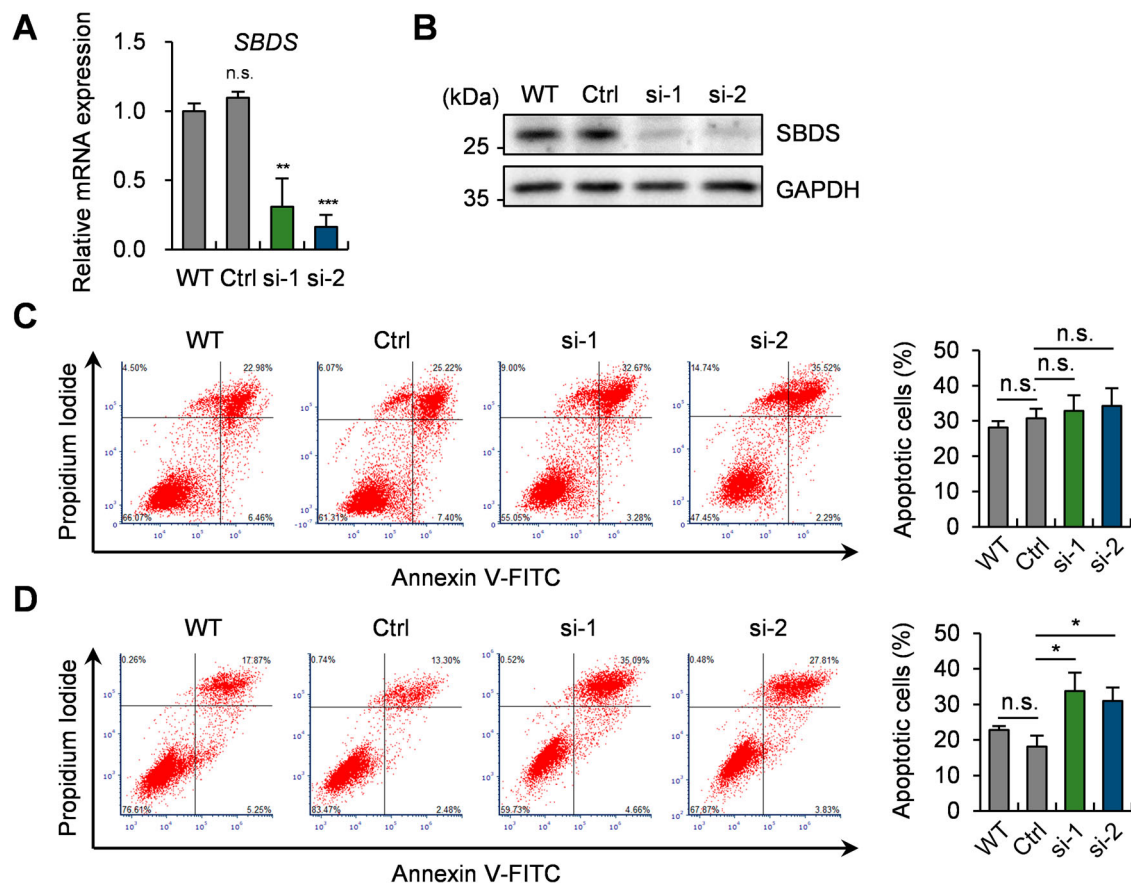 A
SBDS
Relative mRNA expression
1.5
1.0
0.5
0.0
n.s.
**
***
WT Ctrl si-1 si-2
B
(kDa) WT Ctrl si-1 si-2
25
SBDS
35
GAPDH
C
WT Ctrl si-1 si-2
Propidium Iodide
4.50% 22.98%
66.07% 6.46%
6.07% 25.22%
61.31% 7.40%
9.00% 32.67%
55.05% 3.28%
14.74% 35.52%
47.45% 2.29%
Annexin V-FITC
Apoptotic cells (%)
50
40
30
20
10
0
n.s.
n.s.
n.s.
WT Ctrl si-1 si-2
D
WT Ctrl si-1 si-2
Propidium Iodide
0.26% 17.87%
76.61% 5.25%
0.74% 13.30%
83.47% 2.48%
0.52% 35.09%
59.73% 4.66%
0.48% 27.81%
67.87% 3.83%
Annexin V-FITC
Apoptotic cells (%)
50
40
30
20
10
0
*
*
n.s.
WT Ctrl si-1 si-2